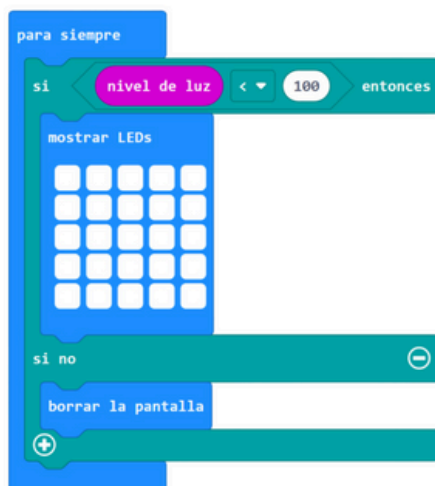 para siempre
si nivel de luz < 100 entonces
mostrar LEDs
si no
borrar la pantalla